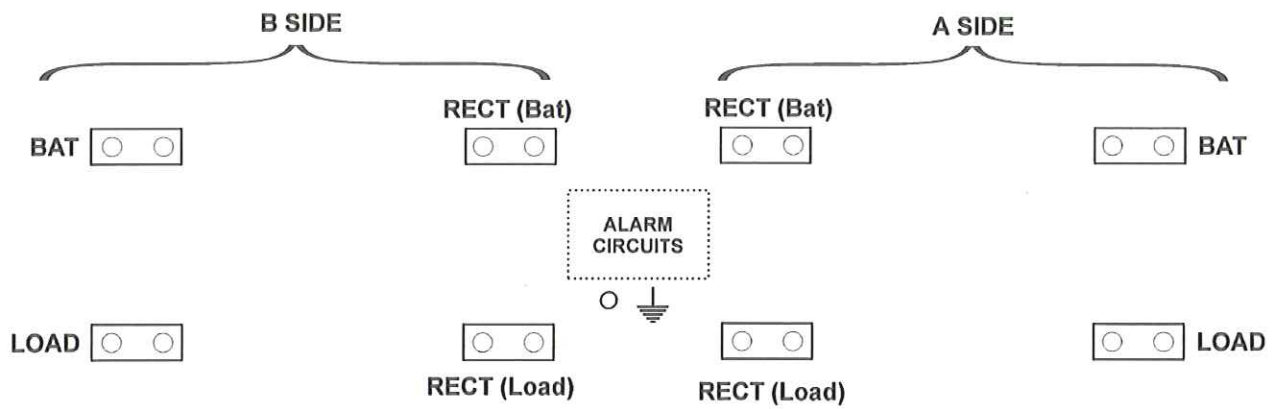 B SIDE
A SIDE
RECT (Bat)
RECT (Bat)
BAT
BAT
ALARM
CIRCUITS
LOAD
LOAD
RECT (Load)
RECT (Load)